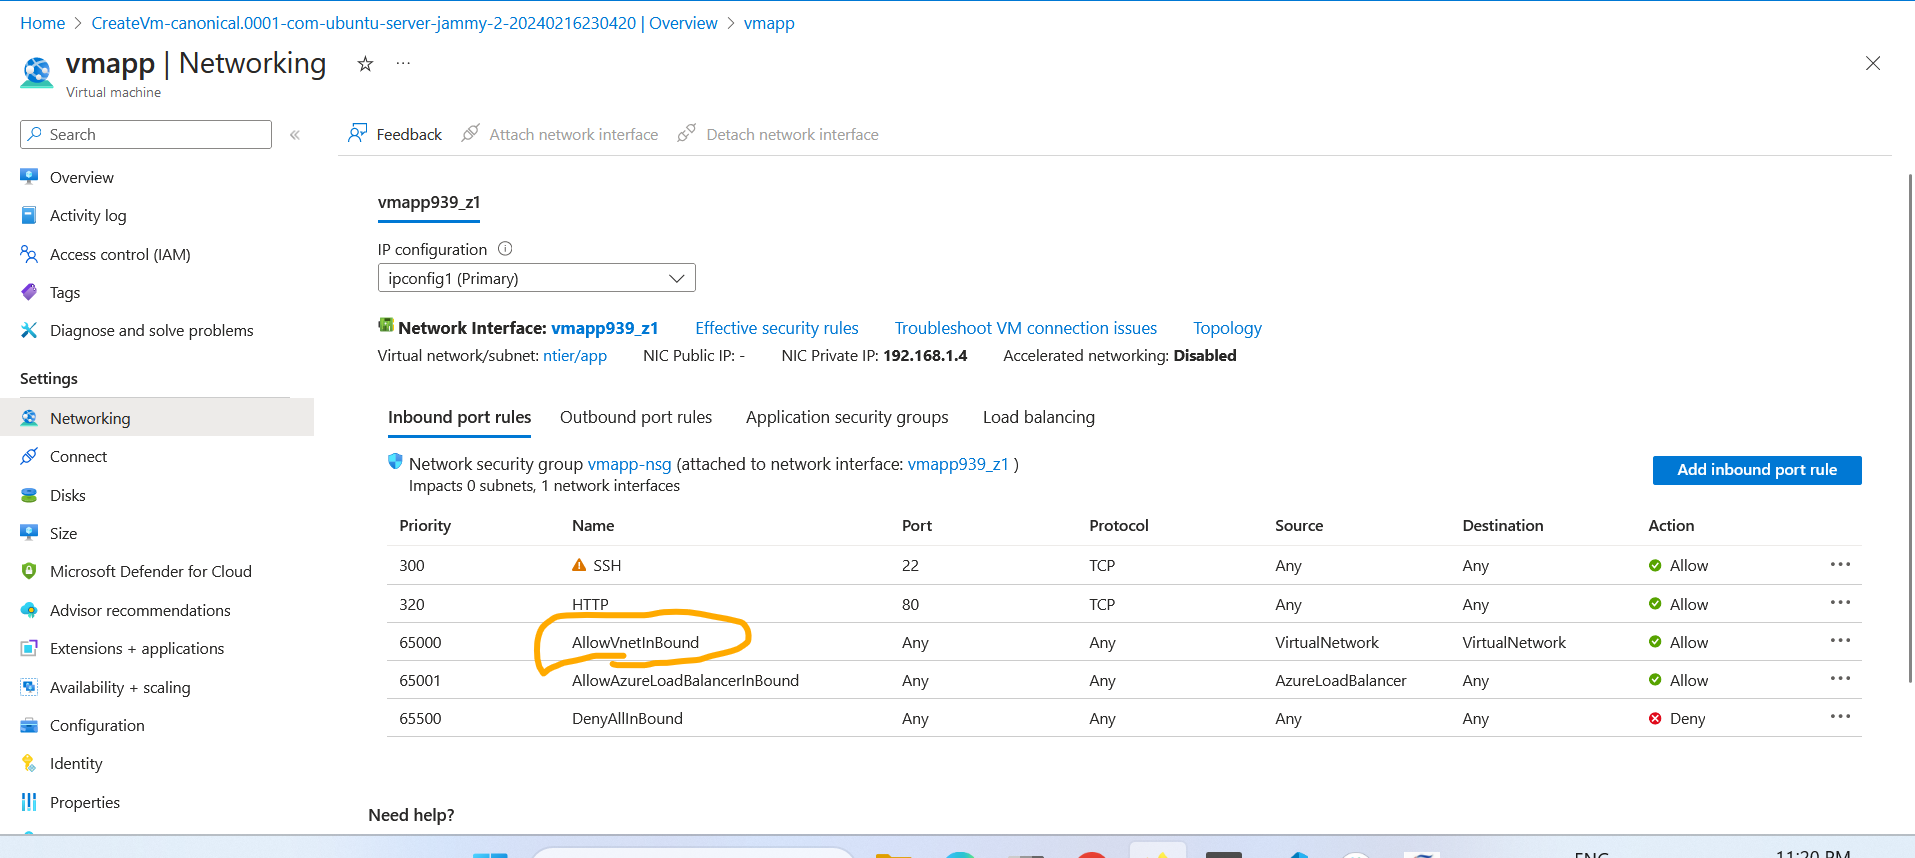 Home > CreateVm-canonical.0001-com-ubuntu-server-jammy-2-20240216230420 | Overview > vmapp
vmapp | Networking
Virtual machine
Search
Feedback Attach network interface Detach network interface
Overview
Activity log
Access control (IAM)
Tags
Diagnose and solve problems
Settings
Networking
Connect
Disks
Size
Microsoft Defender for Cloud
Advisor recommendations
Extensions + applications
Availability + scaling
Configuration
Identity
Properties
vmapp939_z1
IP configuration
ipconfig1 (Primary)
Network Interface: vmapp939_z1 Effective security rules Troubleshoot VM connection issues Topology
Virtual network/subnet: ntier/app NIC Public IP: - NIC Private IP: 192.168.1.4 Accelerated networking: Disabled
Inbound port rules Outbound port rules Application security groups Load balancing
Network security group vmapp-nsg (attached to network interface: vmapp939_z1 )
Impacts 0 subnets, 1 network interfaces
Add inbound port rule
Priority Name Port Protocol Source Destination Action
300 SSH 22 TCP Any Any Allow
320 HTTP 80 TCP Any Any Allow
65000 AllowVnetInBound Any Any VirtualNetwork VirtualNetwork Allow
65001 AllowAzureLoadBalancerInBound Any Any AzureLoadBalancer Any Allow
65500 DenyAllInBound Any Any Any Any Deny
Need help?
ENG 11:20 PM